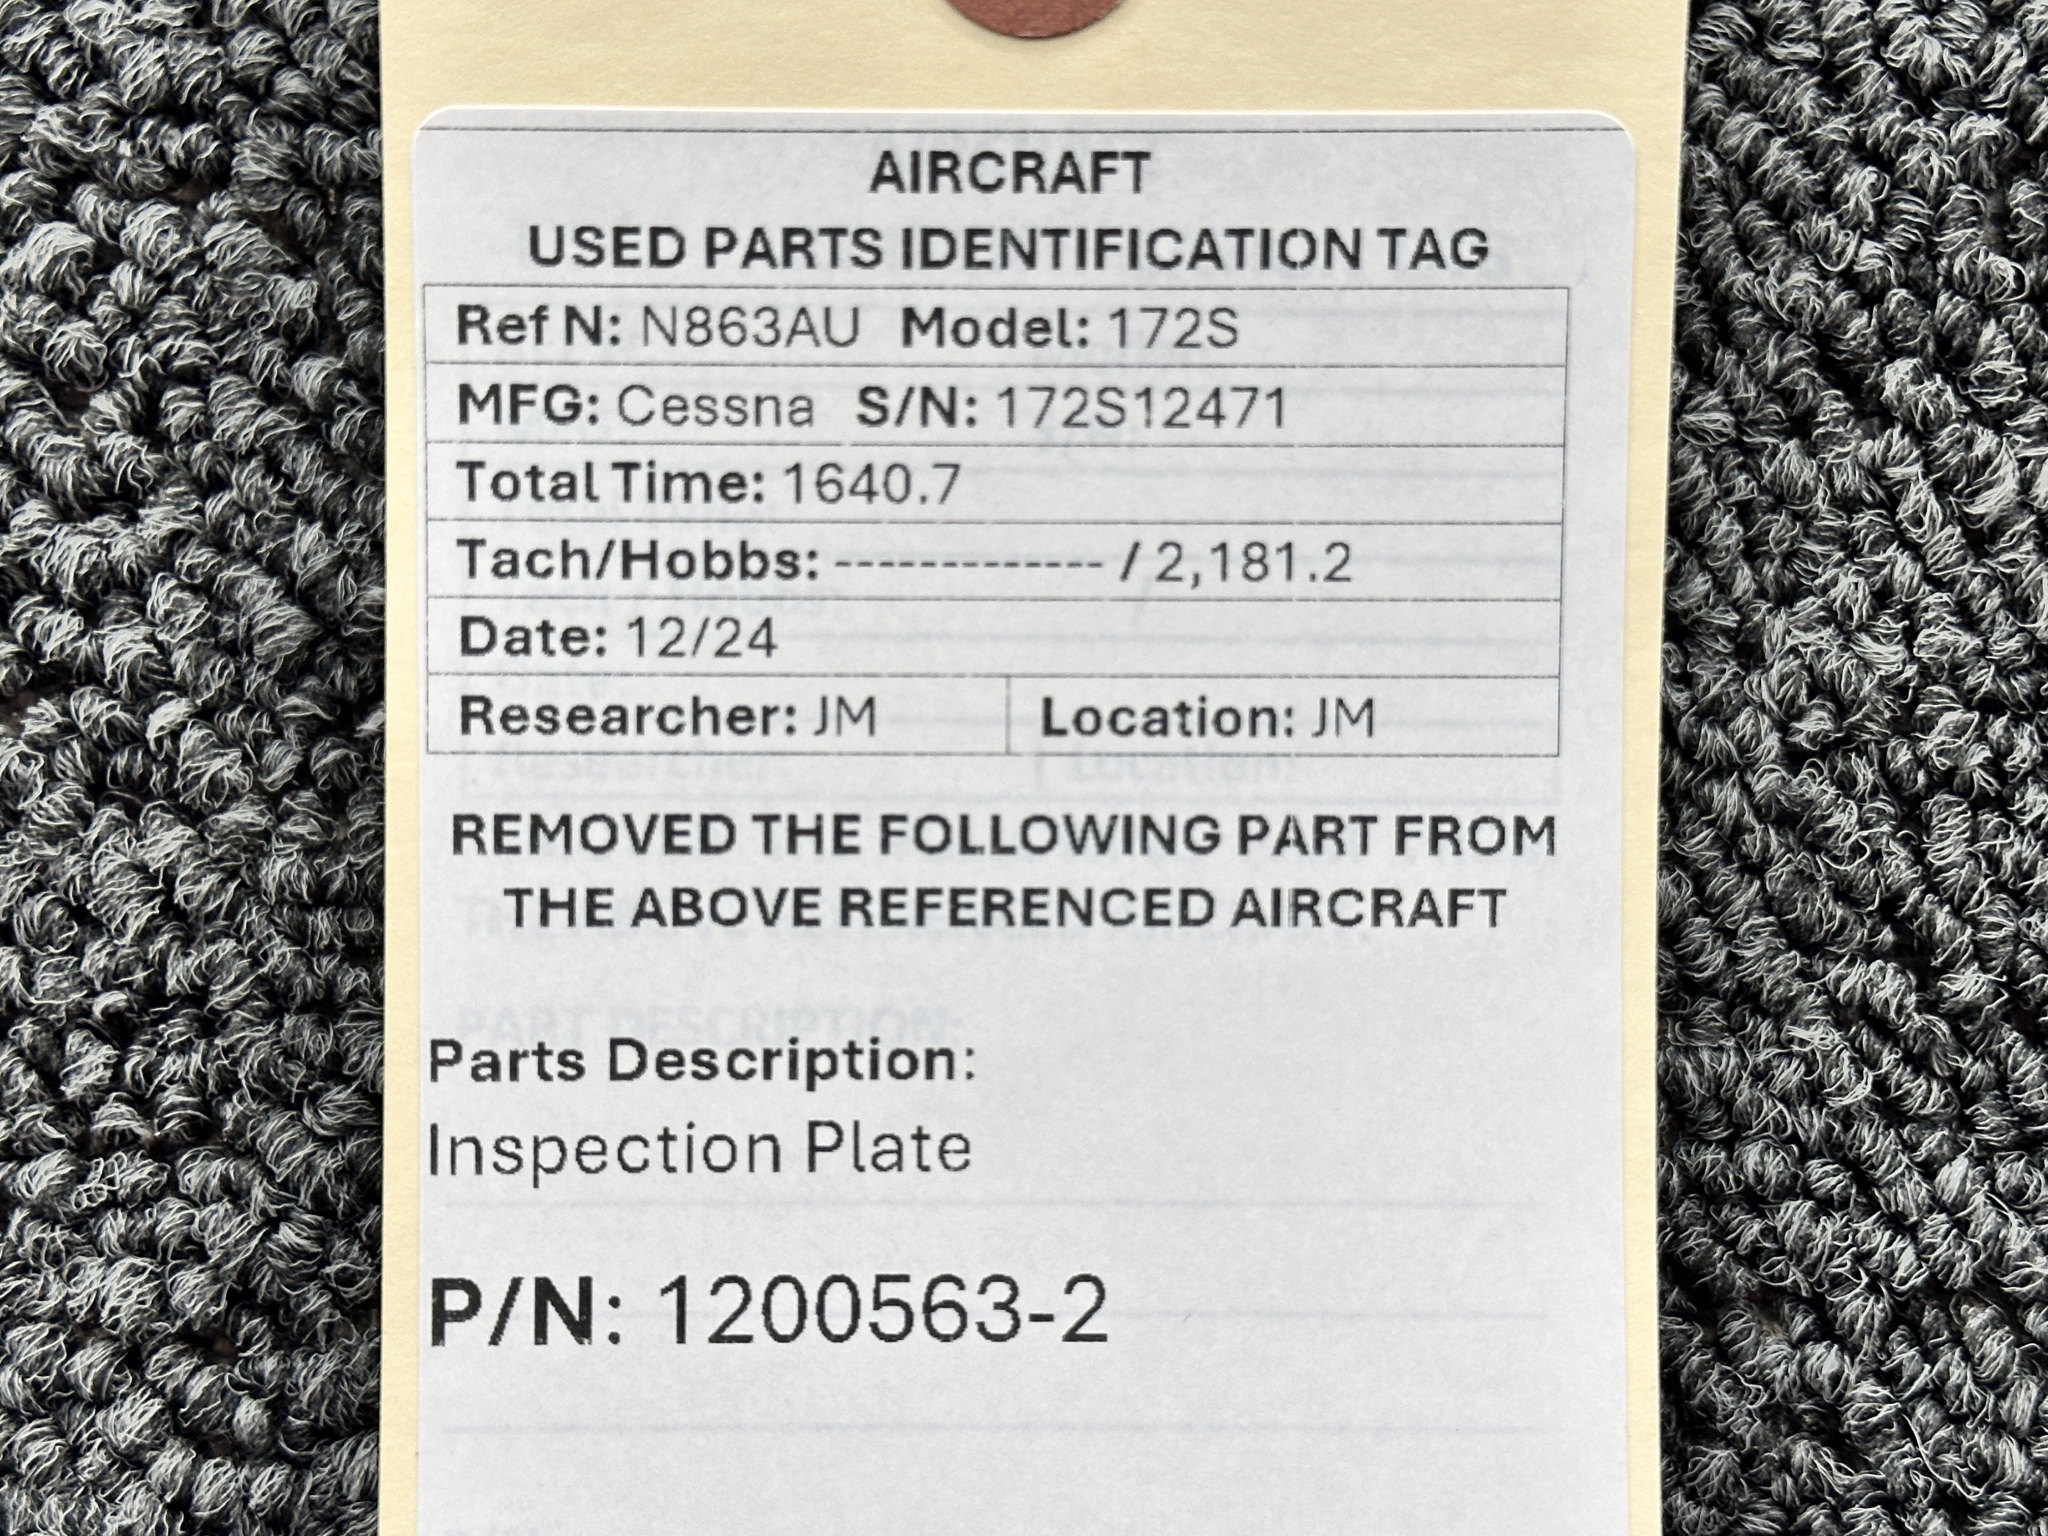 AIRCRAFT
USED PARTS IDENTIFICATION TAG
Ref N: N863AU Model: 172S
MFG: Cessna S/N: 172S12471
Total Time: 1640.7
Tach/Hobbs: ------------- / 2,181.2
Date: 12/24
Researcher: JM Location: JM
REMOVED THE FOLLOWING PART FROM
THE ABOVE REFERENCED AIRCRAFT
PART DESCRIPTION:
Parts Description:
Inspection Plate
P/N: 1200563-2